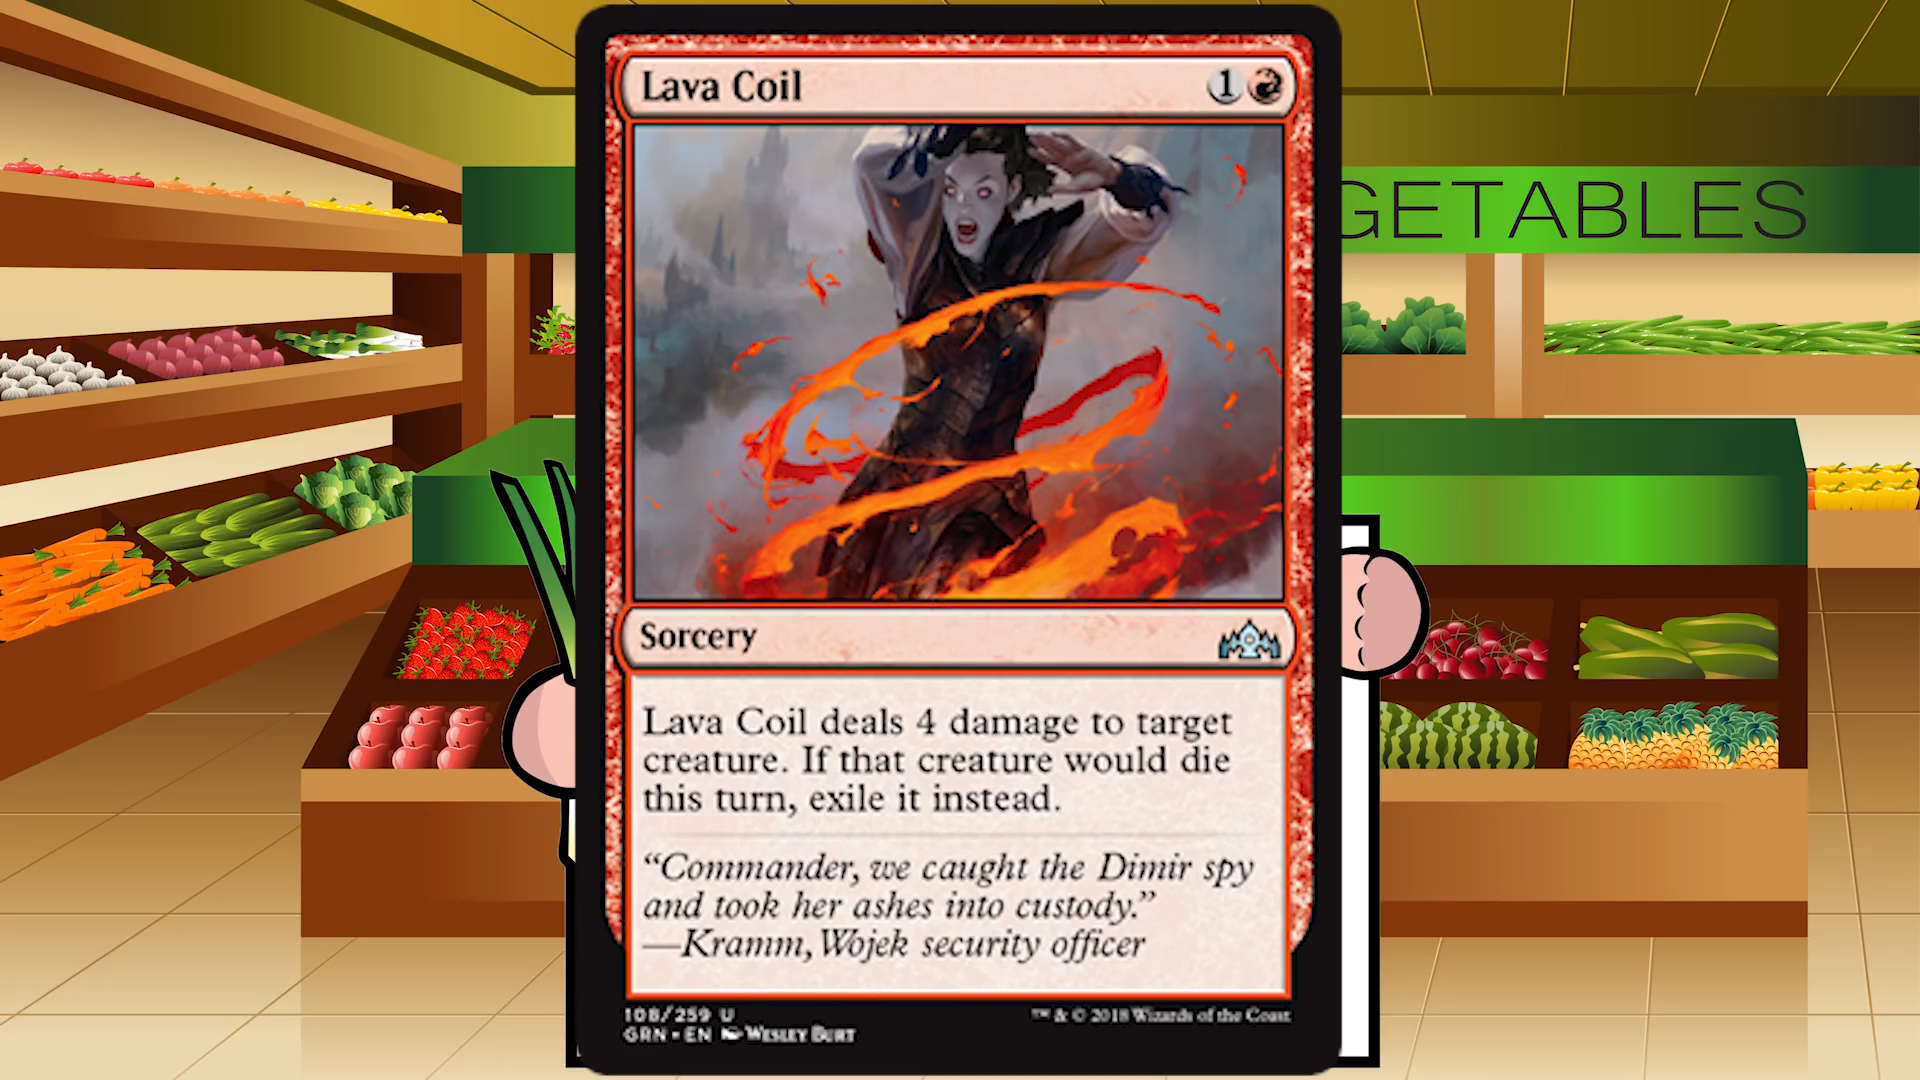 Lava Coil 1
GETABLES
Sorcery
Lava Coil deals 4 damage to target
creature. If that creature would die
this turn, exile it instead.
“Commander, we caught the Dimir spy
and took her ashes into custody.”
—Kramm, Wojek security officer
108/259 U
GRN • EN Wesley Burt
™ & © 2018 Wizards of the Coast